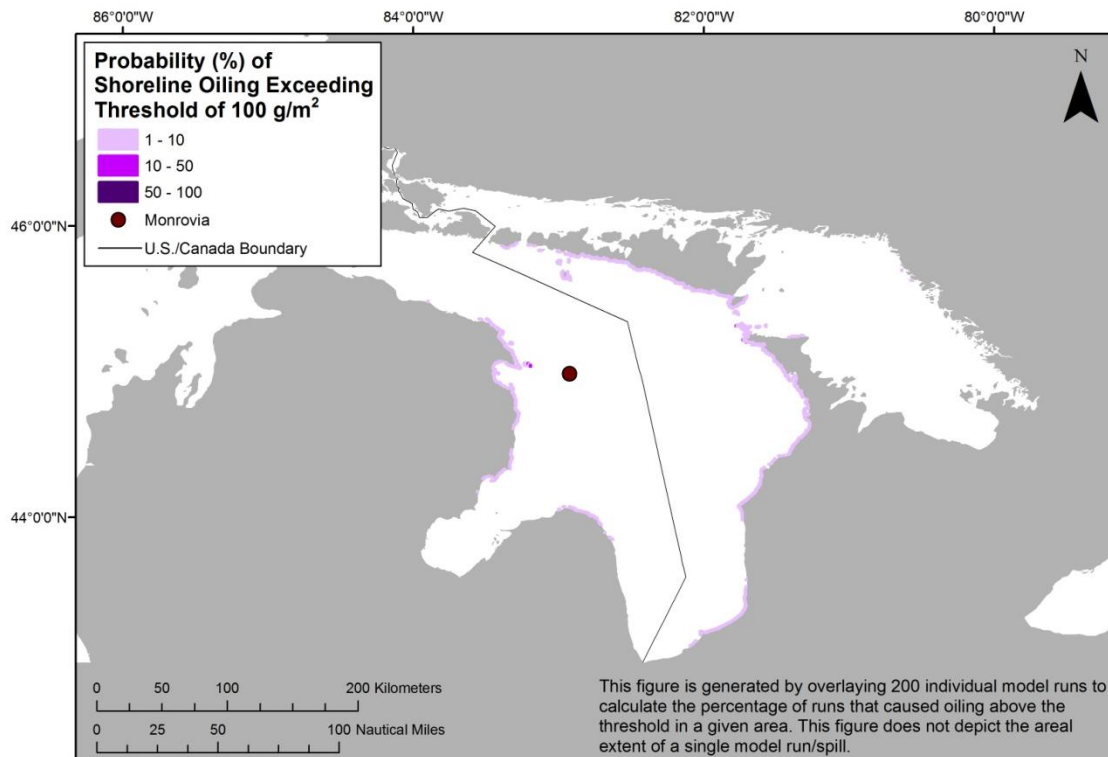 86°0'0"W 84°0'0"W 82°0'0"W 80°0'0"W
Probability (%) of
Shoreline Oiling Exceeding
Threshold of 100 g/m²
1 - 10
10 - 50
50 - 100
Monrovia
U.S./Canada Boundary
N
46°0'0"N
44°0'0"N
0 50 100 200 Kilometers
0 25 50 100 Nautical Miles
This figure is generated by overlaying 200 individual model runs to
calculate the percentage of runs that caused oiling above the
threshold in a given area. This figure does not depict the areal
extent of a single model run/spill.